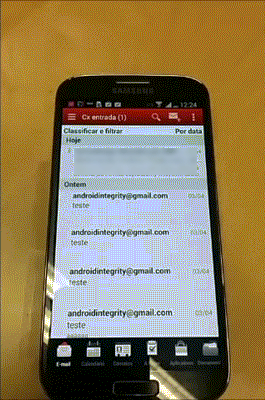 SAMSUNG
12:24
Cx entrada (1)
Classificar e filtrar Por data
Hoje
Ontem
androidintegrity@gmail.com 05/04
teste
androidintegrity@gmail.com 03/04
teste
androidintegrity@gmail.com 03/04
teste
androidintegrity@gmail.com 03/04
teste
E-mail Calendário Contatos Aplicativos Documents